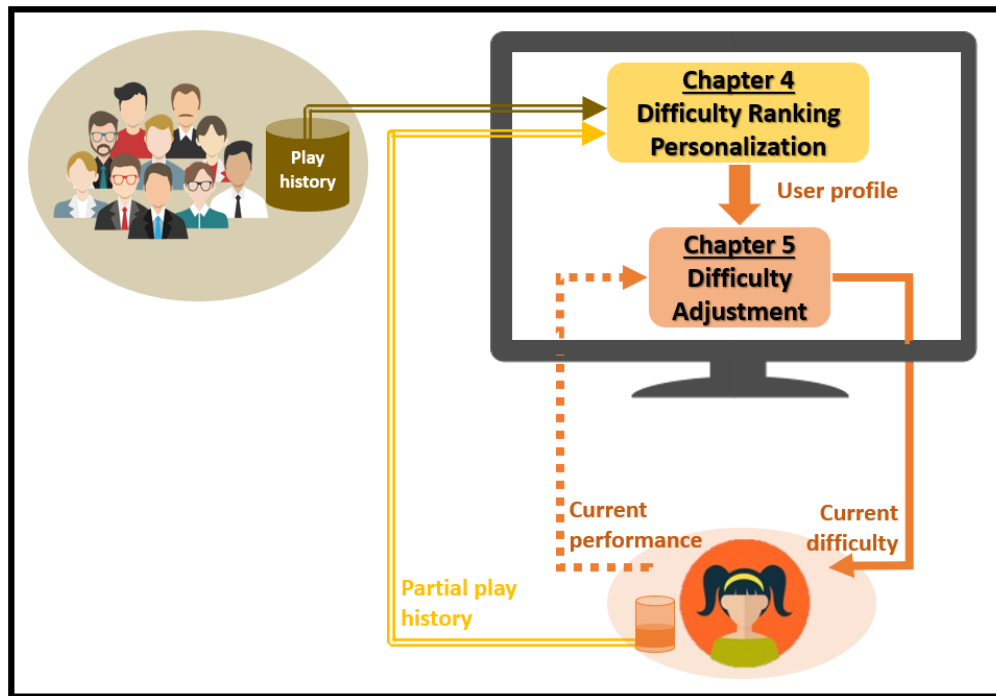 Play
history
Chapter 4
Difficulty Ranking
Personalization
User profile
Chapter 5
Difficulty
Adjustment
Current
performance
Current
difficulty
Partial play
history